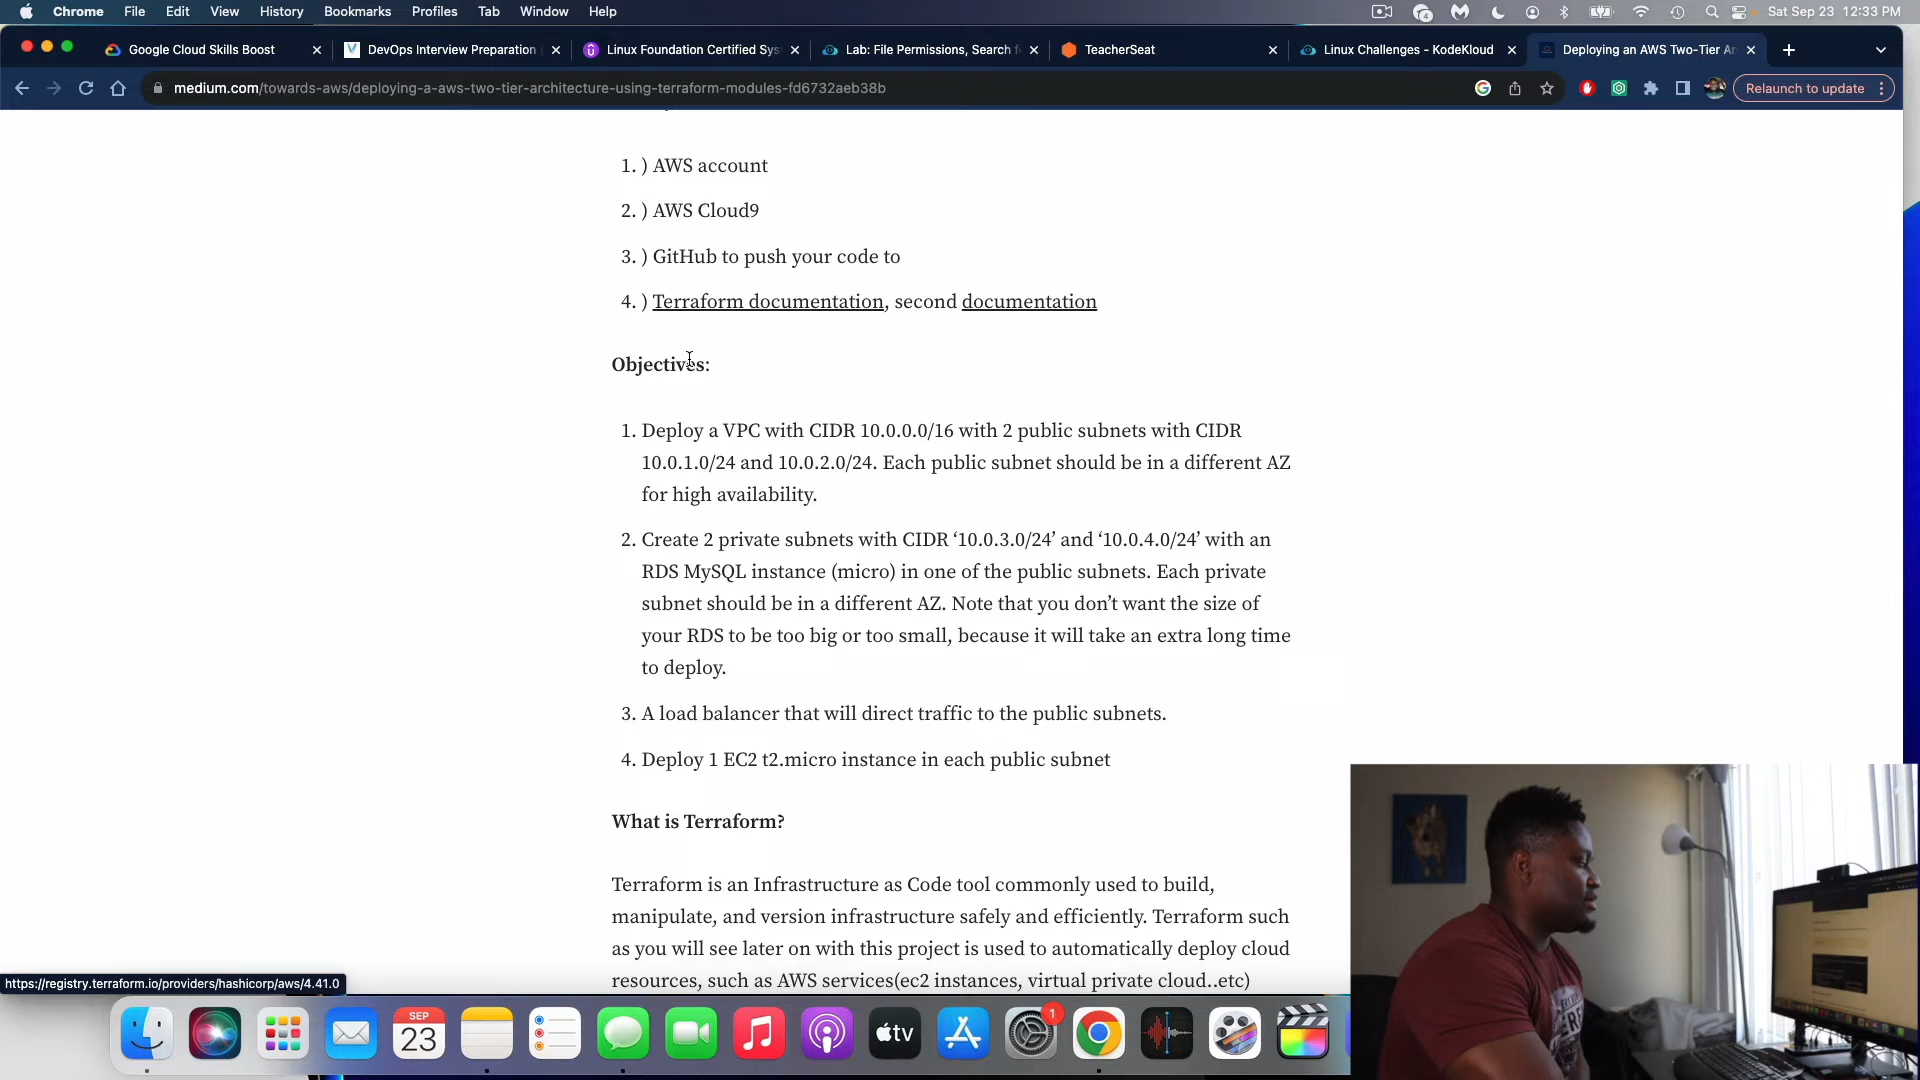 Chrome File Edit View History Bookmarks Profiles Tab Window Help
4
Sat Sep 23 12:33 PM
Google Cloud Skills Boost
DevOps Interview Preparation
Linux Foundation Certified Sys
Lab: File Permissions, Search f
TeacherSeat
Linux Challenges - KodeKloud
Deploying an AWS Two-Tier Ar
medium.com/towards-aws/deploying-a-aws-two-tier-architecture-using-terraform-modules-fd6732aeb38b
Relaunch to update
1. ) AWS account
2. ) AWS Cloud9
3. ) GitHub to push your code to
4. ) Terraform documentation, second documentation
Objectives:
1. Deploy a VPC with CIDR 10.0.0.0/16 with 2 public subnets with CIDR
10.0.1.0/24 and 10.0.2.0/24. Each public subnet should be in a different AZ
for high availability.
2. Create 2 private subnets with CIDR ‘10.0.3.0/24’ and ‘10.0.4.0/24’ with an
RDS MySQL instance (micro) in one of the public subnets. Each private
subnet should be in a different AZ. Note that you don’t want the size of
your RDS to be too big or too small, because it will take an extra long time
to deploy.
3. A load balancer that will direct traffic to the public subnets.
4. Deploy 1 EC2 t2.micro instance in each public subnet
What is Terraform?
Terraform is an Infrastructure as Code tool commonly used to build,
manipulate, and version infrastructure safely and efficiently. Terraform such
as you will see later on with this project is used to automatically deploy cloud
resources, such as AWS services(ec2 instances, virtual private cloud..etc)
https://registry.terraform.io/providers/hashicorp/aws/4.41.0
SEP
23
tv
1